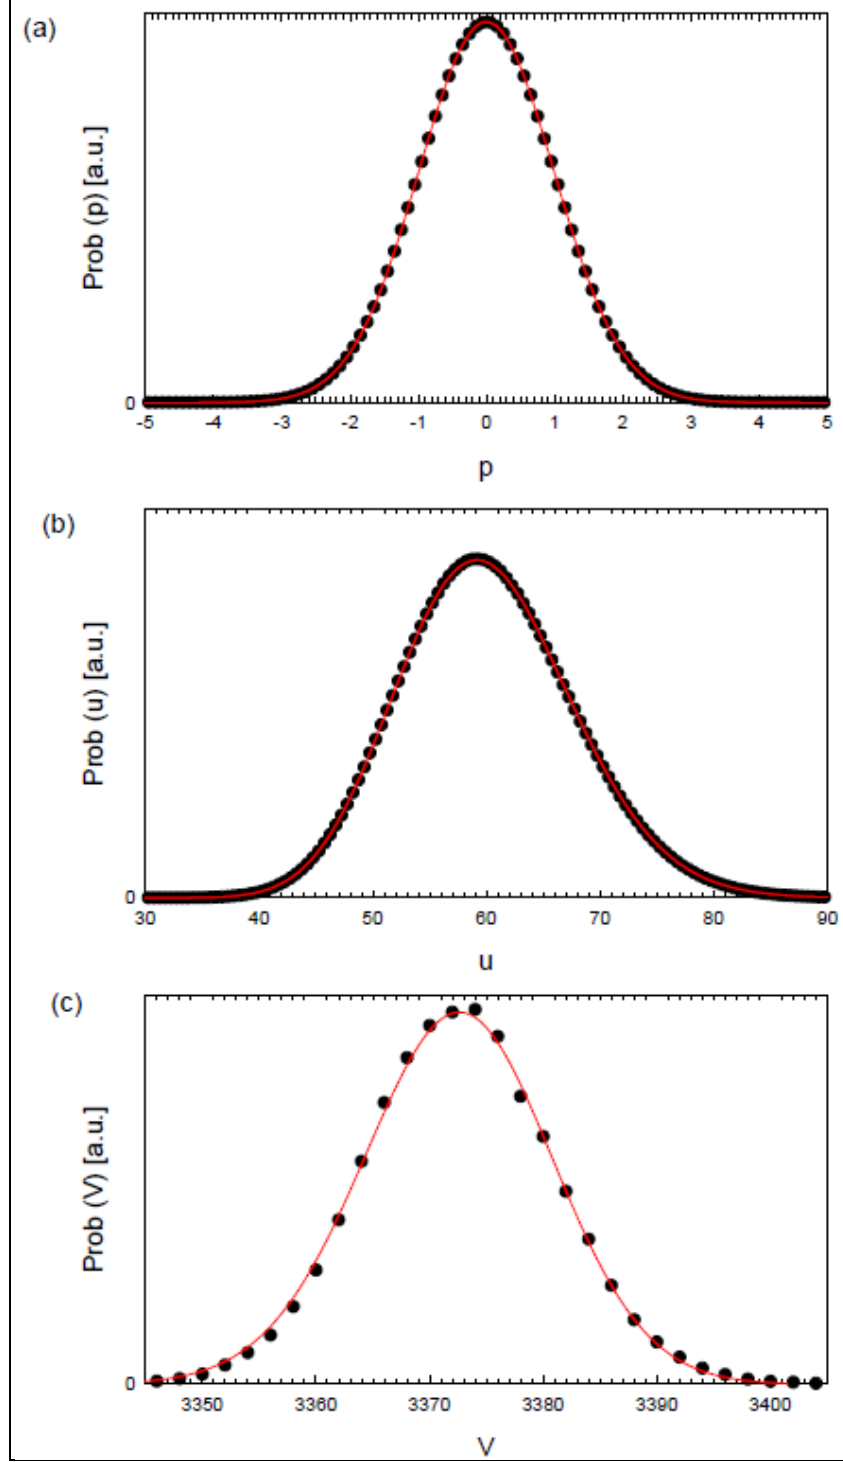 (a)
Prob (p) [a.u.]
0
-5 -4 -3 -2 -1 0 1 2 3 4 5
p
(b)
Prob (u) [a.u.]
0
30 40 50 60 70 80 90
u
(c)
Prob (V) [a.u.]
0
3350 3360 3370 3380 3390 3400
V